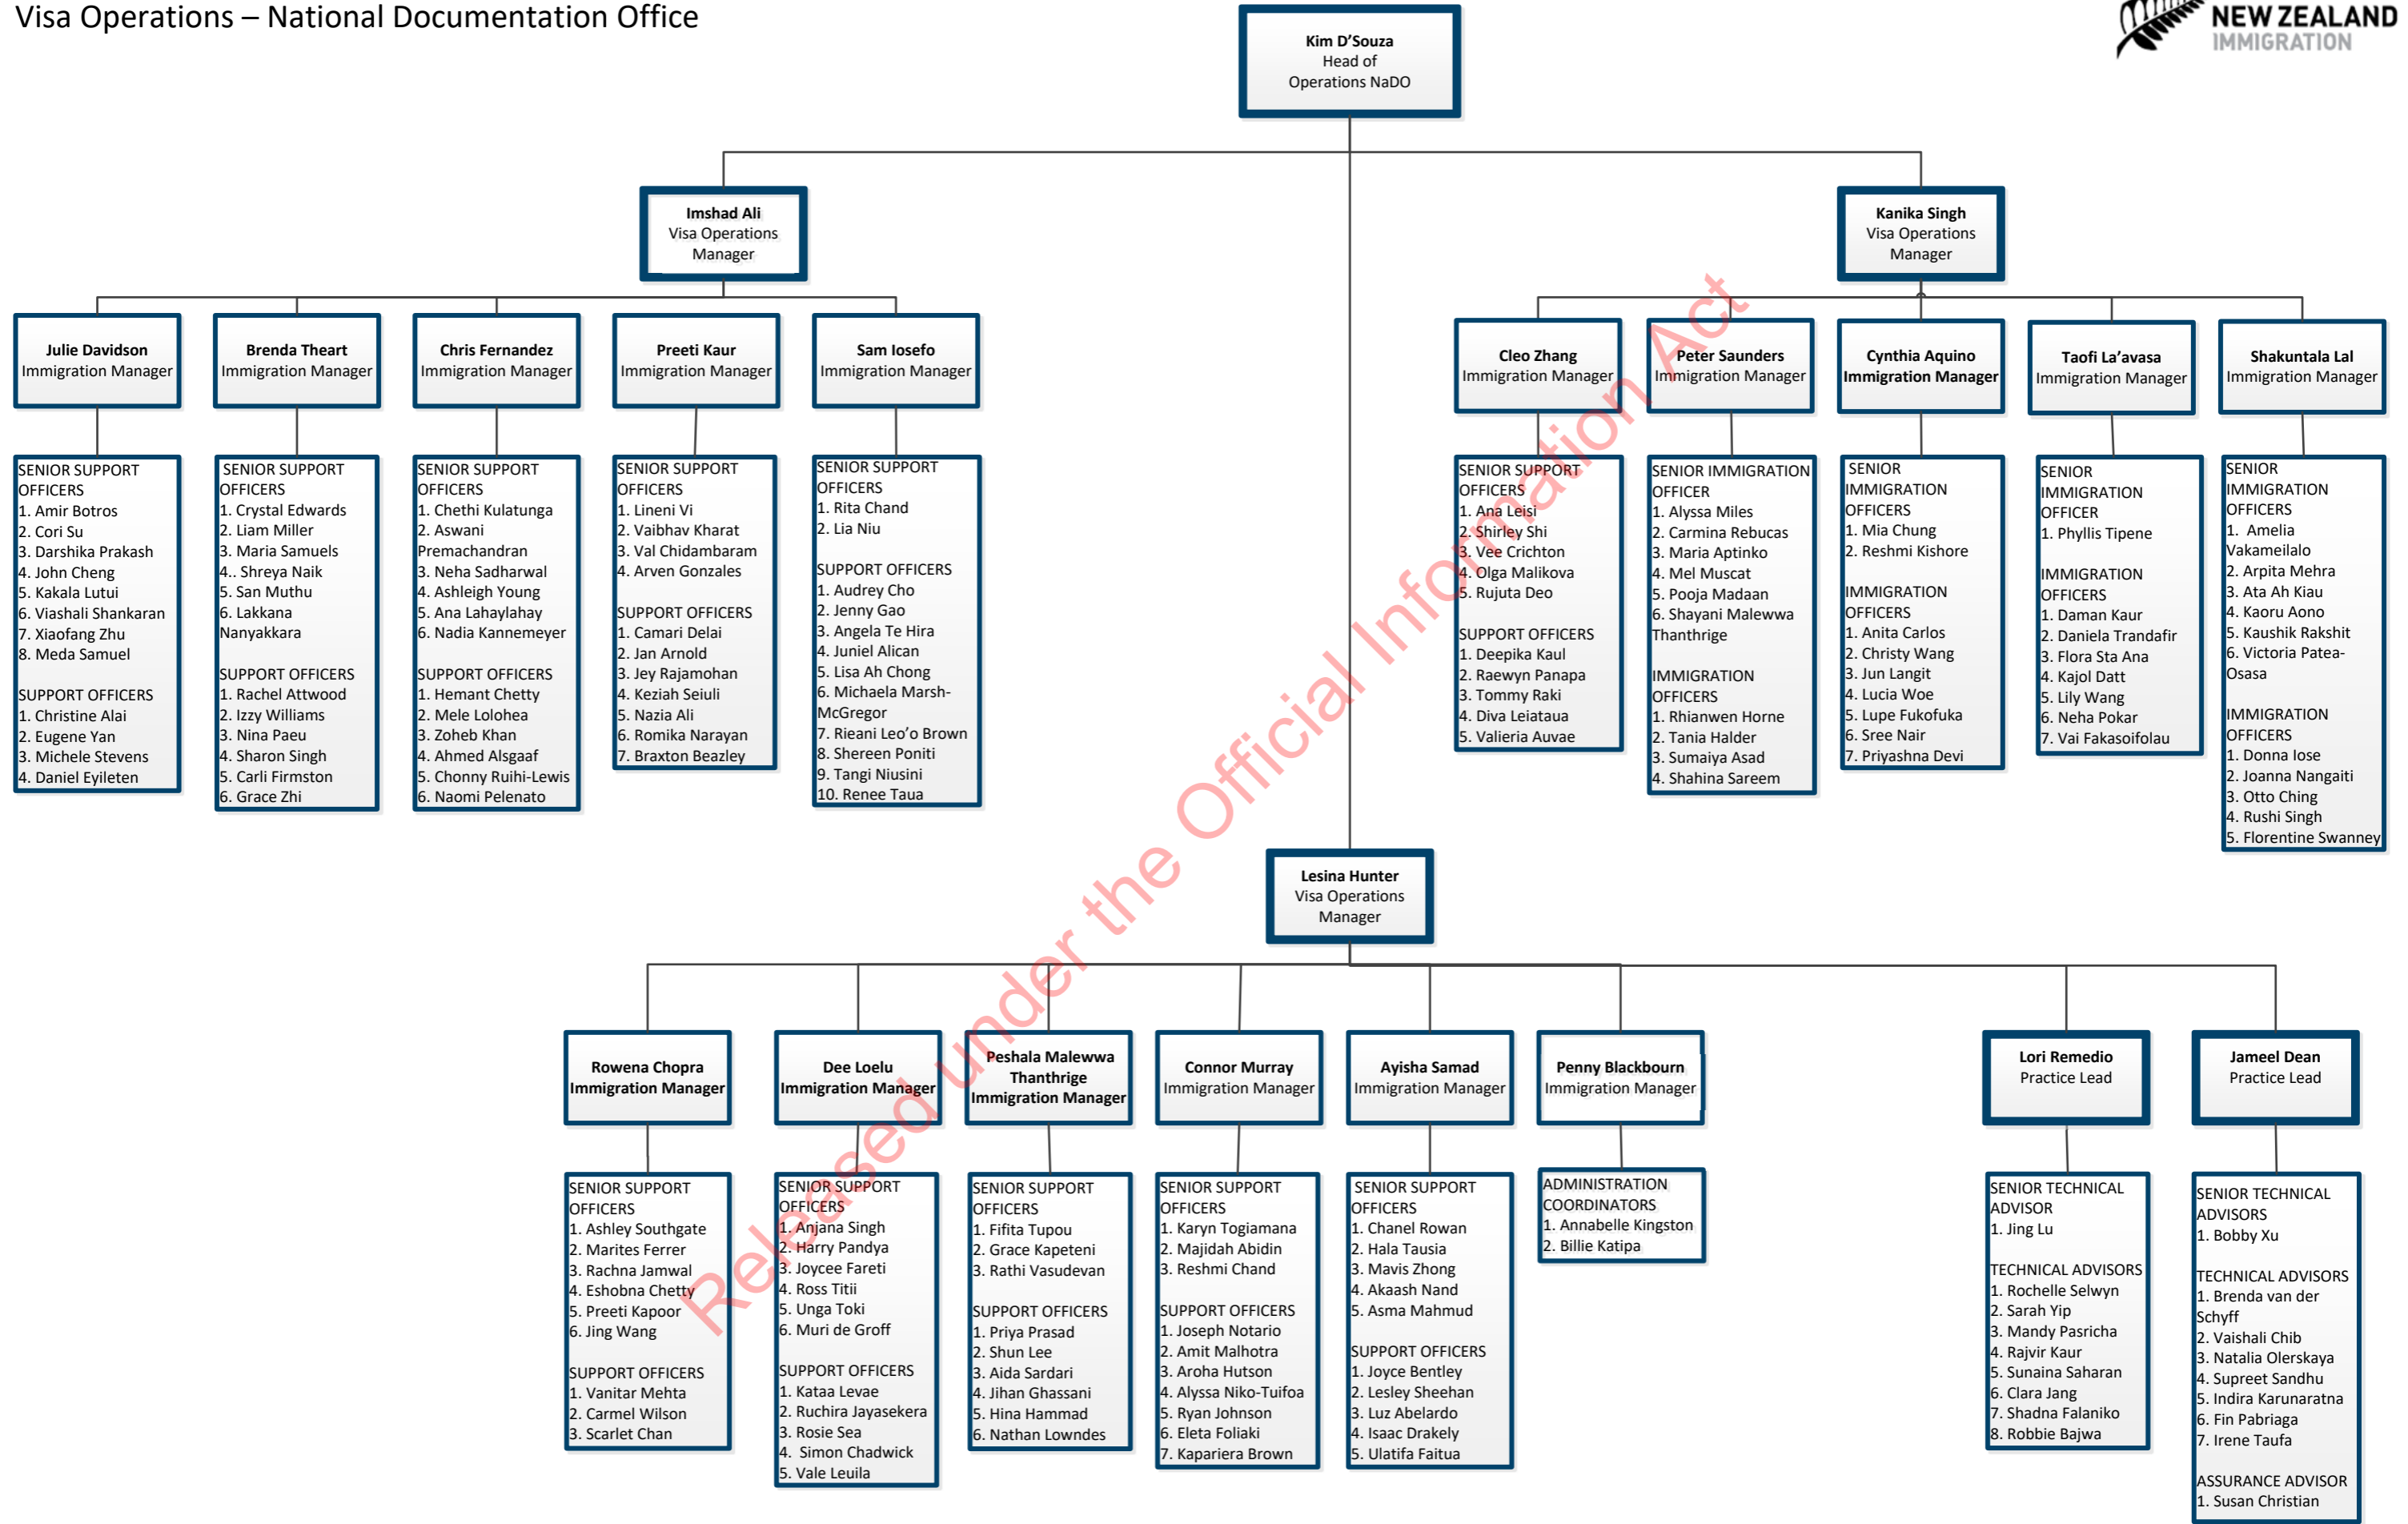 Visa Operations – National Documentation Office
NEW ZEALAND
IMMIGRATION
Kim D’Souza
Head of
Operations NaDO
Imshad Ali
Visa Operations
Manager
Kanika Singh
Visa Operations
Manager
Julie Davidson
Immigration Manager
Brenda Theart
Immigration Manager
Chris Fernandez
Immigration Manager
Preeti Kaur
Immigration Manager
Sam Iosefo
Immigration Manager
Cleo Zhang
Immigration Manager
Peter Saunders
Immigration Manager
Cynthia Aquino
Immigration Manager
Taofi La’avasa
Immigration Manager
Shakuntala Lal
Immigration Manager
SENIOR SUPPORT
OFFICERS
1. Amir Botros
2. Cori Su
3. Darshika Prakash
4. John Cheng
5. Kakala Lutui
6. Viashali Shankaran
7. Xiaofang Zhu
8. Meda Samuel
SUPPORT OFFICERS
1. Christine Alai
2. Eugene Yan
3. Michele Stevens
4. Daniel Eyileten
SENIOR SUPPORT
OFFICERS
1. Crystal Edwards
2. Liam Miller
3. Maria Samuels
4.. Shreya Naik
5. San Muthu
6. Lakkana
Nanyakkara
SUPPORT OFFICERS
1. Rachel Attwood
2. Izzy Williams
3. Nina Paeu
4. Sharon Singh
5. Carli Firmston
6. Grace Zhi
SENIOR SUPPORT
OFFICERS
1. Chethi Kulatunga
2. Aswani
Premachandran
3. Neha Sadharwal
4. Ashleigh Young
5. Ana Lahaylahay
6. Nadia Kannemeyer
SUPPORT OFFICERS
1. Hemant Chetty
2. Mele Lolohea
3. Zoheb Khan
4. Ahmed Alsgaaf
5. Chonny Ruihi-Lewis
6. Naomi Pelenato
SENIOR SUPPORT
OFFICERS
1. Lineni Vi
2. Vaibhav Kharat
3. Val Chidambaram
4. Arven Gonzales
SUPPORT OFFICERS
1. Camari Delai
2. Jan Arnold
3. Jey Rajamohan
4. Keziah Seiuli
5. Nazia Ali
6. Romika Narayan
7. Braxton Beazley
SENIOR SUPPORT
OFFICERS
1. Rita Chand
2. Lia Niu
SUPPORT OFFICERS
1. Audrey Cho
2. Jenny Gao
3. Angela Te Hira
4. Juniel Alican
5. Lisa Ah Chong
6. Michaela Marsh-
McGregor
7. Rieani Leo’o Brown
8. Shereen Poniti
9. Tangi Niusini
10. Renee Taua
SENIOR SUPPORT
OFFICERS
1. Ana Leisi
2. Shirley Shi
3. Vee Crichton
4. Olga Malikova
5. Rujuta Deo
SUPPORT OFFICERS
1. Deepika Kaul
2. Raewyn Panapa
3. Tommy Raki
4. Diva Leiataua
5. Valieria Auvae
SENIOR IMMIGRATION
OFFICER
1. Alyssa Miles
2. Carmina Rebucas
3. Maria Aptinko
4. Mel Muscat
5. Pooja Madaan
6. Shayani Malewwa
Thanthrige
IMMIGRATION
OFFICERS
1. Rhianwen Horne
2. Tania Halder
3. Sumaiya Asad
4. Shahina Sareem
SENIOR
IMMIGRATION
OFFICERS
1. Mia Chung
2. Reshmi Kishore
IMMIGRATION
OFFICERS
1. Anita Carlos
2. Christy Wang
3. Jun Langit
4. Lucia Woe
5. Lupe Fukofuka
6. Sree Nair
7. Priyashna Devi
SENIOR
IMMIGRATION
OFFICER
1. Phyllis Tipene
IMMIGRATION
OFFICERS
1. Daman Kaur
2. Daniela Trandafir
3. Flora Sta Ana
4. Kajol Datt
5. Lily Wang
6. Neha Pokar
7. Vai Fakasoifolau
SENIOR
IMMIGRATION
OFFICERS
1. Amelia
Vakameilalo
2. Arpita Mehra
3. Ata Ah Kiau
4. Kaoru Aono
5. Kaushik Rakshit
6. Victoria Patea-
Osasa
IMMIGRATION
OFFICERS
1. Donna Iose
2. Joanna Nangaiti
3. Otto Ching
4. Rushi Singh
5. Florentine Swanney
Released under the Official Information Act
Lesina Hunter
Visa Operations
Manager
Rowena Chopra
Immigration Manager
Dee Loelu
Immigration Manager
Peshala Malewwa
Thanthrige
Immigration Manager
Connor Murray
Immigration Manager
Ayisha Samad
Immigration Manager
Penny Blackbourn
Immigration Manager
Lori Remedio
Practice Lead
Jameel Dean
Practice Lead
SENIOR SUPPORT
OFFICERS
1. Ashley Southgate
2. Marites Ferrer
3. Rachna Jamwal
4. Eshobna Chetty
5. Preeti Kapoor
6. Jing Wang
SUPPORT OFFICERS
1. Vanitar Mehta
2. Carmel Wilson
3. Scarlet Chan
SENIOR SUPPORT
OFFICERS
1. Anjana Singh
2. Harry Pandya
3. Joycee Fareti
4. Ross Titii
5. Unga Toki
6. Muri de Groff
SUPPORT OFFICERS
1. Kataa Levae
2. Ruchira Jayasekera
3. Rosie Sea
4. Simon Chadwick
5. Vale Leuila
SENIOR SUPPORT
OFFICERS
1. Fifita Tupou
2. Grace Kapeteni
3. Rathi Vasudevan
SUPPORT OFFICERS
1. Priya Prasad
2. Shun Lee
3. Aida Sardari
4. Jihan Ghassani
5. Hina Hammad
6. Nathan Lowndes
SENIOR SUPPORT
OFFICERS
1. Karyn Togiamana
2. Majidah Abidin
3. Reshmi Chand
SUPPORT OFFICERS
1. Joseph Notario
2. Amit Malhotra
3. Aroha Hutson
4. Alyssa Niko-Tuifoa
5. Ryan Johnson
6. Eleta Foliaki
7. Kapariera Brown
SENIOR SUPPORT
OFFICERS
1. Chanel Rowan
2. Hala Tausia
3. Mavis Zhong
4. Akaash Nand
5. Asma Mahmud
SUPPORT OFFICERS
1. Joyce Bentley
2. Lesley Sheehan
3. Luz Abelardo
4. Isaac Drakely
5. Ulatifa Faitua
ADMINISTRATION
COORDINATORS
1. Annabelle Kingston
2. Billie Katipa
SENIOR TECHNICAL
ADVISOR
1. Jing Lu
TECHNICAL ADVISORS
1. Rochelle Selwyn
2. Sarah Yip
3. Mandy Pasricha
4. Rajvir Kaur
5. Sunaina Saharan
6. Clara Jang
7. Shadna Falaniko
8. Robbie Bajwa
SENIOR TECHNICAL
ADVISORS
1. Bobby Xu
TECHNICAL ADVISORS
1. Brenda van der
Schyff
2. Vaishali Chib
3. Natalia Olerskaya
4. Supreet Sandhu
5. Indira Karunaratna
6. Fin Pabriaga
7. Irene Taufa
ASSURANCE ADVISOR
1. Susan Christian